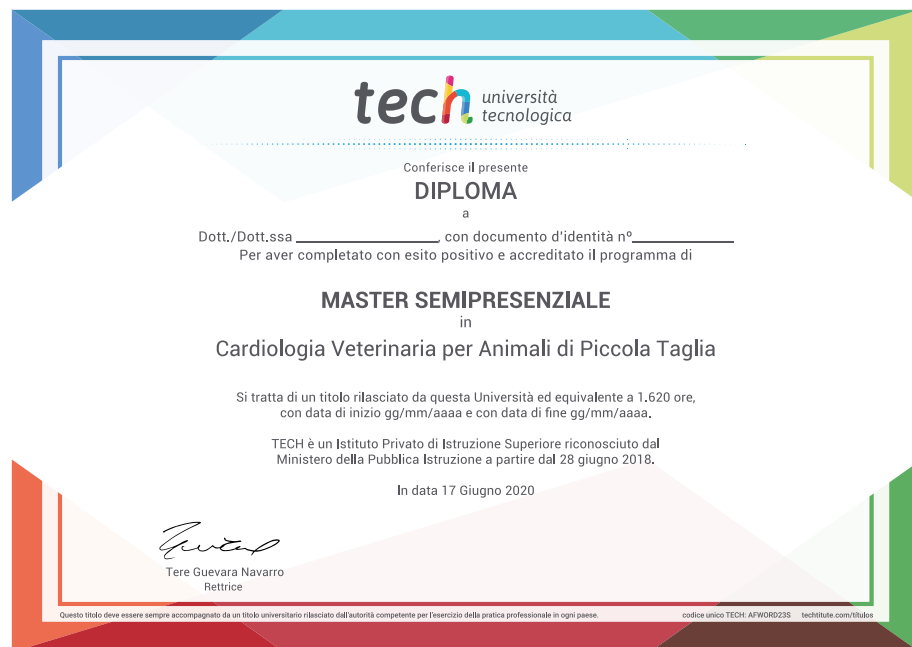 tech università
tecnologica
Conferisce il presente
DIPLOMA
a
Dott./Dott.ssa _______________, con documento d'identità nº___________
Per aver completato con esito positivo e accreditato il programma di
MASTER SEMIPRESENZIALE
in
Cardiologia Veterinaria per Animali di Piccola Taglia
Si tratta di un titolo rilasciato da questa Università ed equivalente a 1.620 ore,
con data di inizio gg/mm/aaaa e con data di fine gg/mm/aaaa.
TECH è un Istituto Privato di Istruzione Superiore riconosciuto dal
Ministero della Pubblica Istruzione a partire dal 28 giugno 2018.
In data 17 Giugno 2020
Tere Guevara Navarro
Rettrice
Questo titolo deve essere sempre accompagnato da un titolo universitario rilasciato dall'autorità competente per l'esercizio della pratica professionale in ogni paese. codice unico TECH: AFWORD23S techtitute.com/titulos